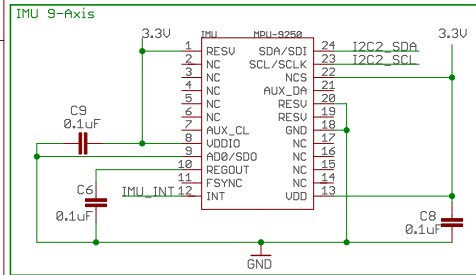 IMU 9-Axis
3.3V IMU MPU-9250 3.3V
1 RESV SDA/SDI 24 I2C2_SDA
2 NC SCL/SCLK 23 I2C2_SCL
3 NC NCS 22
4 NC AUX_DA 21
5 NC RESV 20
6 NC RESV 19
7 AUX_CL GND 18
8 VDDIO NC 17
9 AD0/SDO NC 16
10 REGOUT NC 15
11 FSYNC NC 14
IMU_INT 12 INT VDD 13
C9
0.1uF
C6
0.1uF
C8
0.1uF
GND